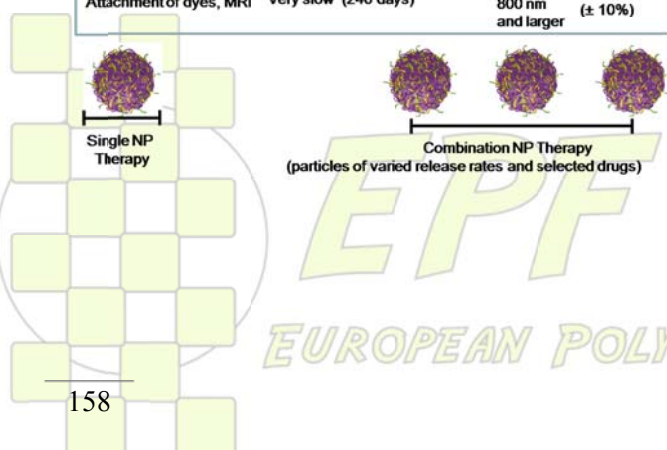 Attachment of dyes, MRI Very slow (240 days)
800 nm
and larger
(± 10%)
Single NP
Therapy
Combination NP Therapy
(particles of varied release rates and selected drugs)
EPF
EUROPEAN POLY
158